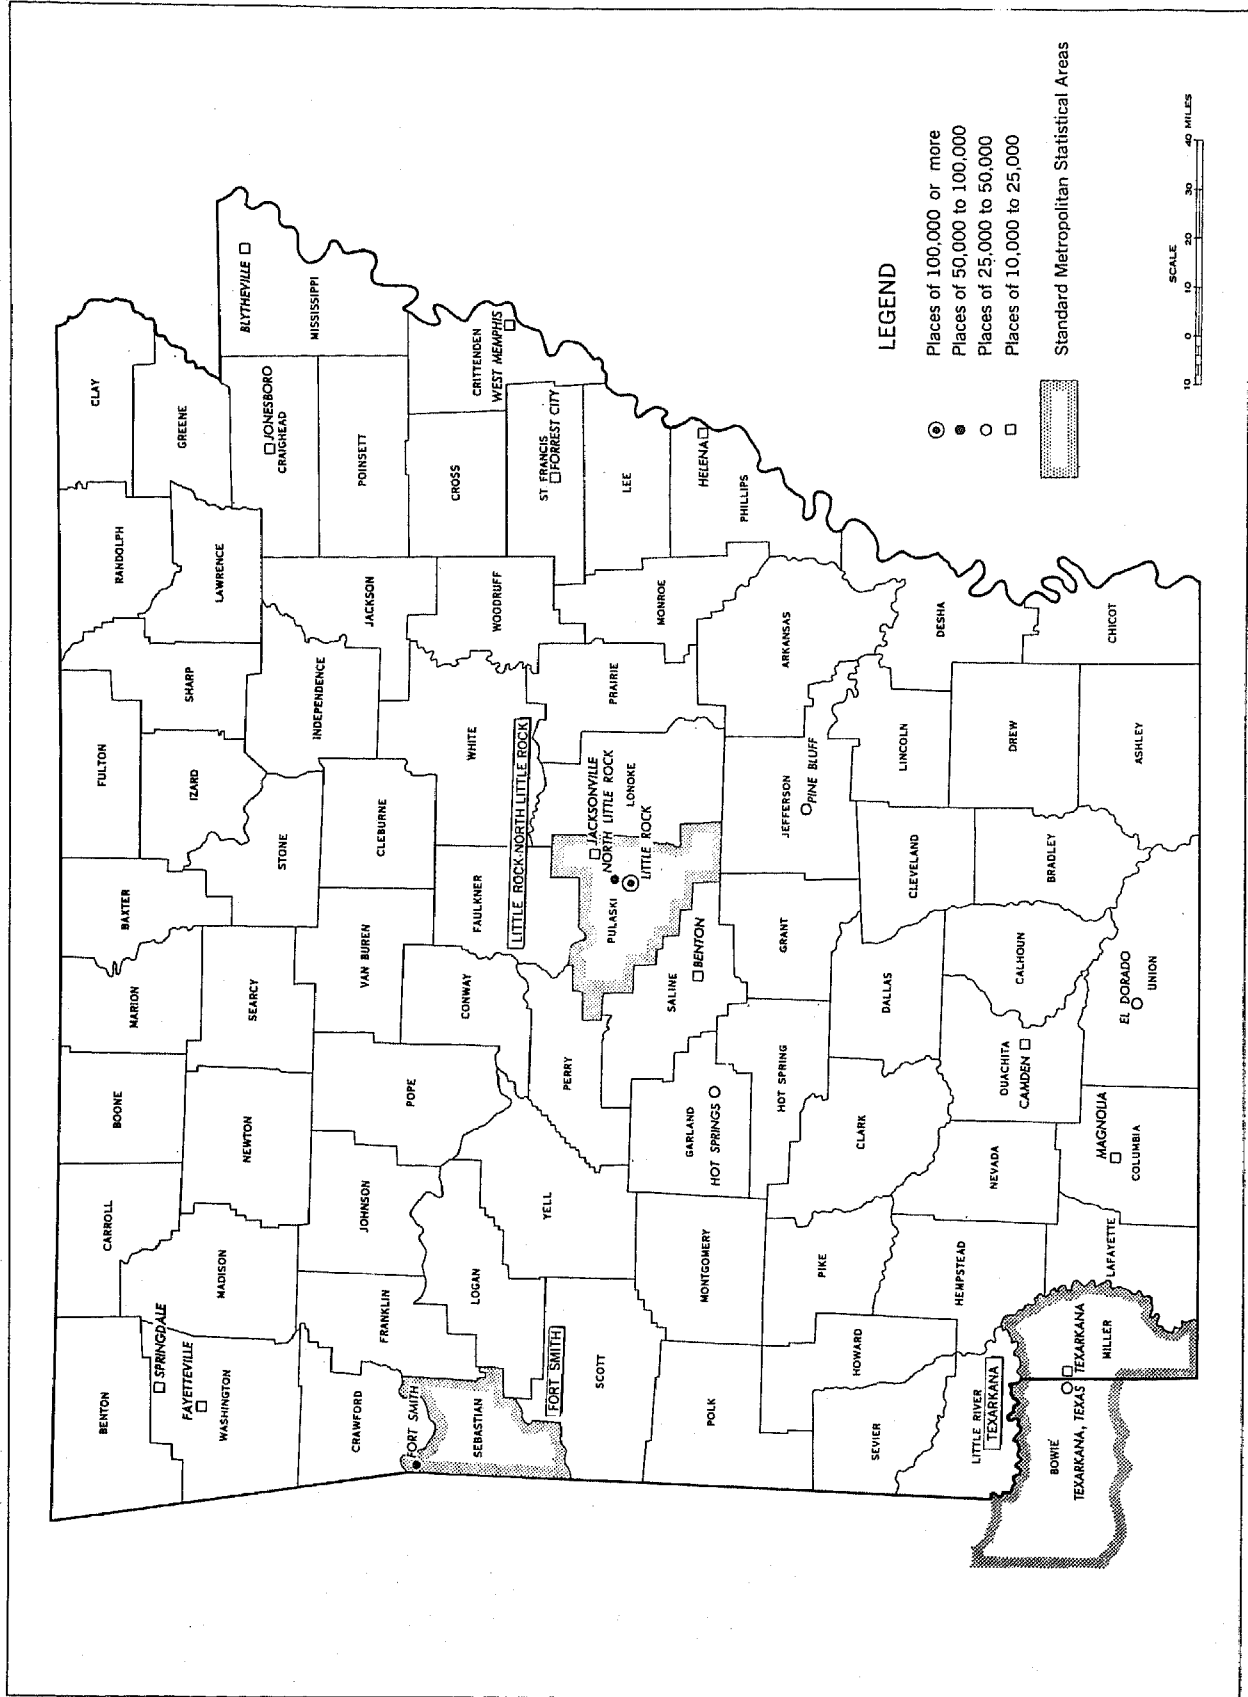 BENTON
CARROLL
BOONE
MARION
BAXTER
FULTON
RANDOLPH
CLAY
SPRINGDALE
FAYETTEVILLE
WASHINGTON
MADISON
NEWTON
SEARCY
IZARD
SHARP
LAWRENCE
GREENE
STONE
INDEPENDENCE
JONESBORO
CRAIGHEAD
BLYTHEVILLE
MISSISSIPPI
CRAWFORD
FRANKLIN
JOHNSON
POPE
VAN BUREN
CLEBURNE
JACKSON
POINSETT
FORT SMITH
SEBASTIAN
LOGAN
CONWAY
FAULKNER
WHITE
WOODRUFF
CROSS
CRITTENDEN
WEST MEMPHIS
FORT SMITH
YELL
LITTLE ROCK-NORTH LITTLE ROCK
ST FRANCIS
FORREST CITY
SCOTT
PERRY
PULASKI
JACKSONVILLE
NORTH LITTLE ROCK
LONOKE
LITTLE ROCK
PRAIRIE
MONROE
LEE
HELENA
PHILLIPS
POLK
MONTGOMERY
GARLAND
HOT SPRINGS
SALINE
BENTON
HOT SPRING
GRANT
JEFFERSON
PINE BLUFF
ARKANSAS
SEVIER
HOWARD
PIKE
CLARK
DALLAS
CLEVELAND
LINCOLN
DESHA
LITTLE RIVER
TEXARKANA
HEMPSTEAD
NEVADA
OUACHITA
CAMDEN
CALHOUN
BRADLEY
DREW
CHICOT
BOWIE
TEXARKANA, TEXAS
TEXARKANA
MILLER
LAFAYETTE
MAGNOLIA
COLUMBIA
EL DORADO
UNION
ASHLEY
LEGEND
Places of 100,000 or more
Places of 50,000 to 100,000
Places of 25,000 to 50,000
Places of 10,000 to 25,000
Standard Metropolitan Statistical Areas
SCALE
10 0 10 20 30 40 MILES